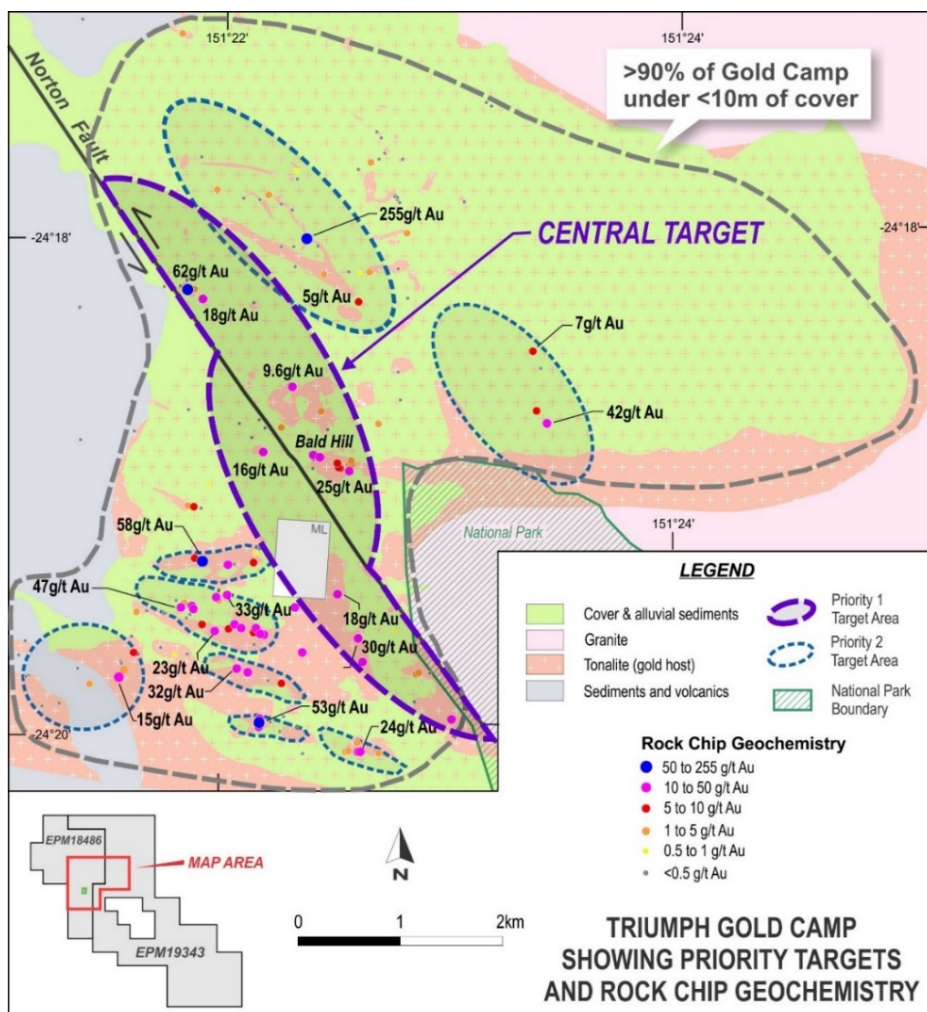 151°22'
151°24'
>90% of Gold Camp
under <10m of cover
Norton Fault
255g/t Au
-24°18'
CENTRAL TARGET
-24°18'
62g/t Au
18g/t Au
5g/t Au
7g/t Au
9.6g/t Au
42g/t Au
Bald Hill
16g/t Au
25g/t Au
58g/t Au
ML
National Park
151°24'
47g/t Au
33g/t Au
18g/t Au
30g/t Au
23g/t Au
32g/t Au
15g/t Au
53g/t Au
24g/t Au
-24°20'
LEGEND
Cover & alluvial sediments
Granite
Tonalite (gold host)
Sediments and volcanics
Priority 1
Target Area
Priority 2
Target Area
National Park
Boundary
Rock Chip Geochemistry
50 to 255 g/t Au
10 to 50 g/t Au
5 to 10 g/t Au
1 to 5 g/t Au
0.5 to 1 g/t Au
<0.5 g/t Au
EPM18486
MAP AREA
EPM19343
N
0 1 2km
TRIUMPH GOLD CAMP
SHOWING PRIORITY TARGETS
AND ROCK CHIP GEOCHEMISTRY